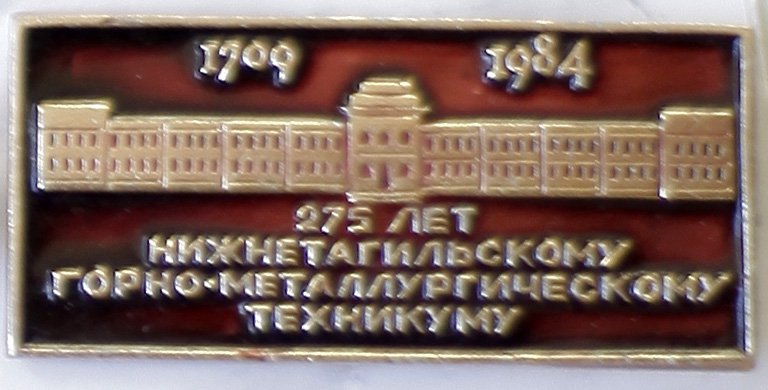 1709 1984
275 ЛЕТ
НИЖНЕТАГИЛЬСКОМУ
ГОРНО-МЕТАЛЛУРГИЧЕСКОМУ
ТЕХНИКУМУ